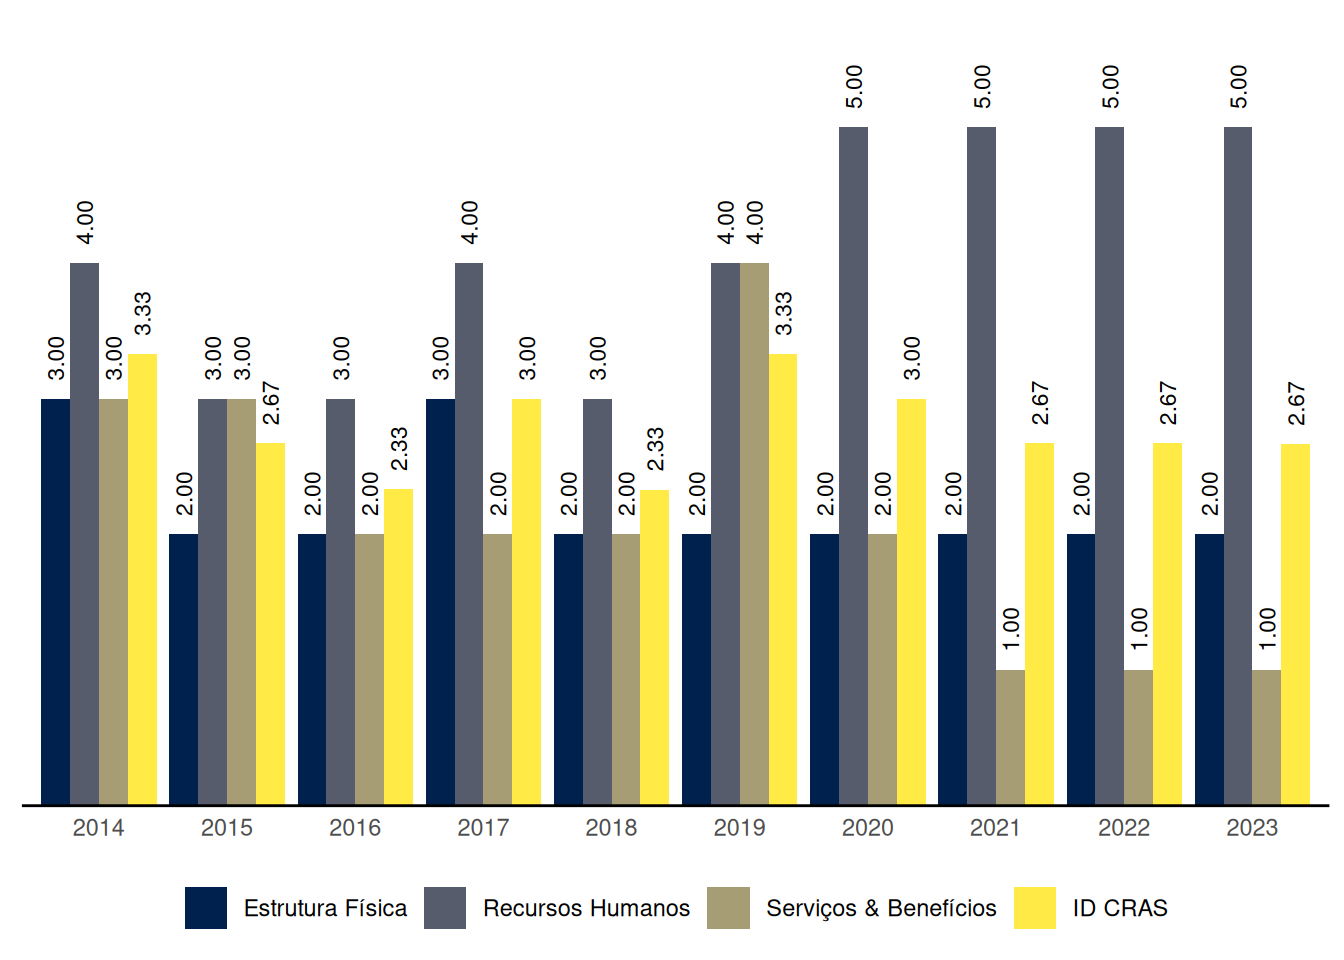 3.00 4.00 3.00 3.33
2.00 3.00 3.00 2.67
2.00 3.00 2.00 2.33
3.00 4.00 2.00 3.00
2.00 3.00 2.00 2.33
2.00 4.00 4.00 3.33
2.00 5.00 2.00 3.00
2.00 5.00 1.00 2.67
2.00 5.00 1.00 2.67
2.00 5.00 1.00 2.67
2014 2015 2016 2017 2018 2019 2020 2021 2022 2023
Estrutura Física Recursos Humanos Serviços & Benefícios ID CRAS